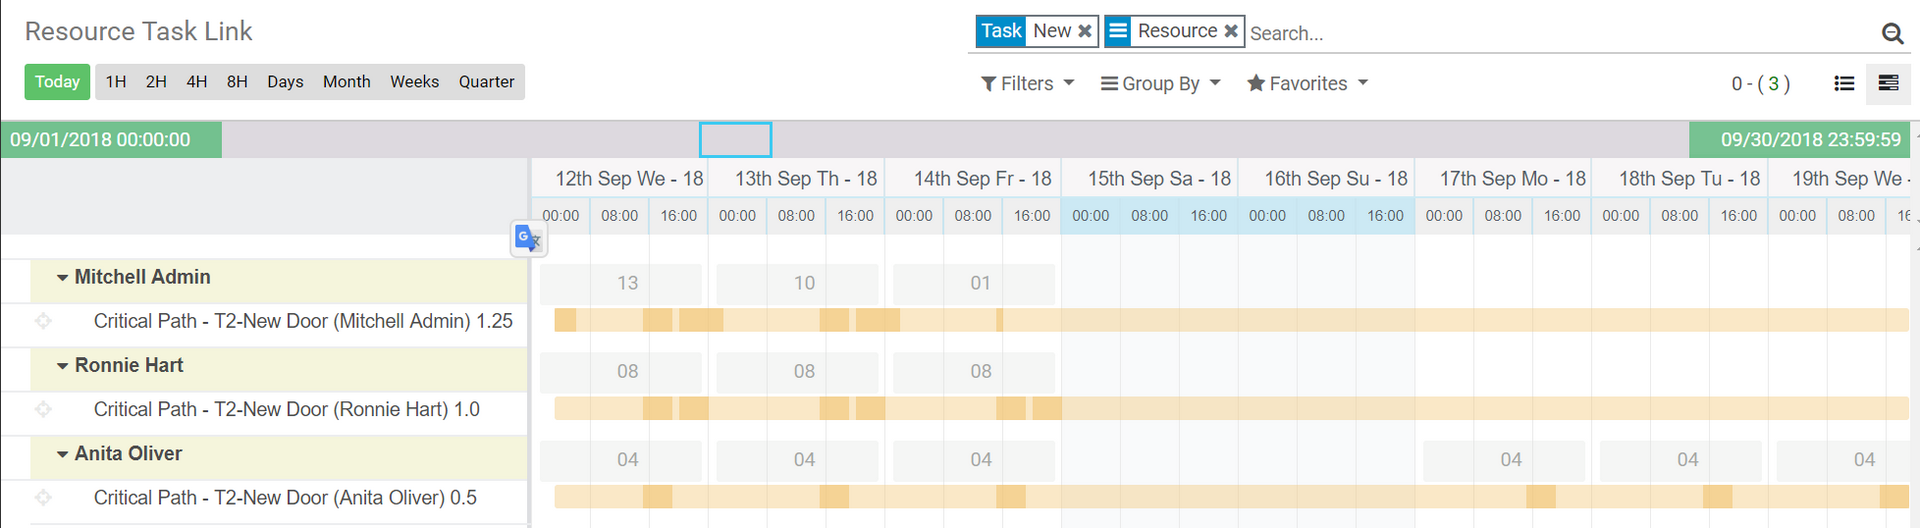 Resource Task Link
Task New ✖ Resource ✖ Search...
Today 1H 2H 4H 8H Days Month Weeks Quarter
Filters Group By Favorites 0 - ( 3 )
09/01/2018 00:00:00 09/30/2018 23:59:59
12th Sep We - 18 13th Sep Th - 18 14th Sep Fr - 18 15th Sep Sa - 18 16th Sep Su - 18 17th Sep Mo - 18 18th Sep Tu - 18 19th Sep We -
00:00 08:00 16:00 00:00 08:00 16:00 00:00 08:00 16:00 00:00 08:00 16:00 00:00 08:00 16:00 00:00 08:00 16:00 00:00 08:00 16:00 00:00 08:00 16
G 文
Mitchell Admin 13 10 01
Critical Path - T2-New Door (Mitchell Admin) 1.25
Ronnie Hart 08 08 08
Critical Path - T2-New Door (Ronnie Hart) 1.0
Anita Oliver 04 04 04 04 04 04
Critical Path - T2-New Door (Anita Oliver) 0.5